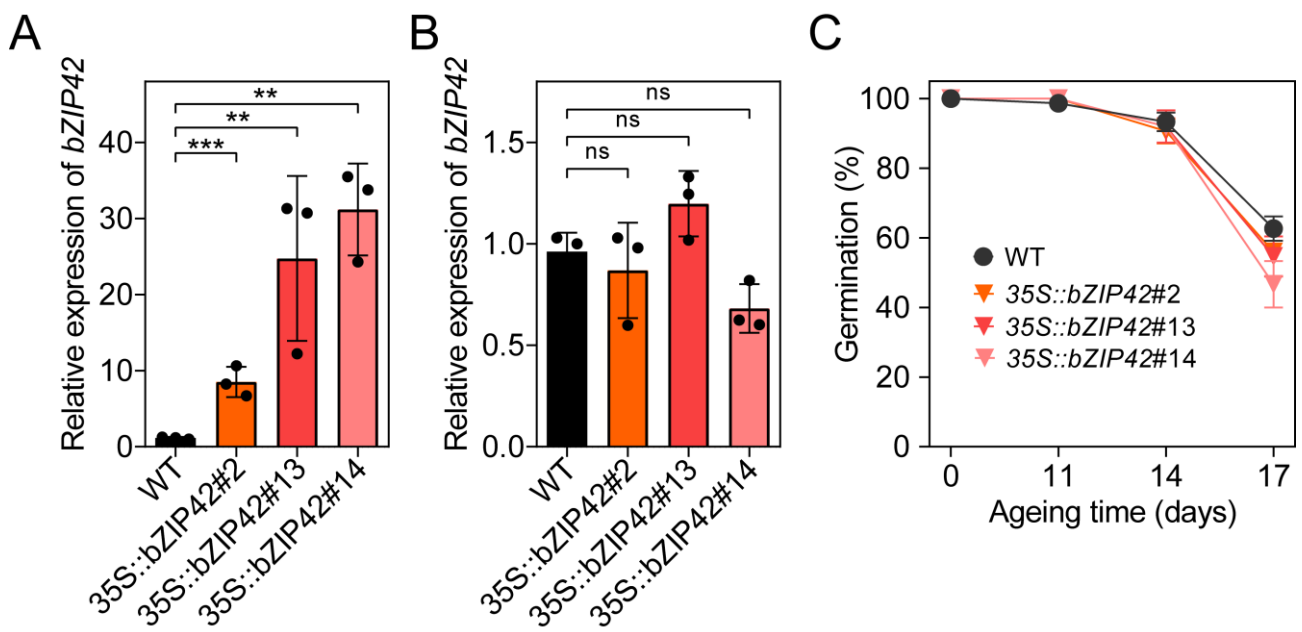 A
Relative expression of bZIP42
40
30
20
10
0
**
**
***
WT
35S::bZIP42#2
35S::bZIP42#13
35S::bZIP42#14
B
Relative expression of bZIP42
1.5
1.0
0.5
0.0
ns
ns
ns
WT
35S::bZIP42#2
35S::bZIP42#13
35S::bZIP42#14
C
Germination (%)
100
80
60
40
20
0
WT
35S::bZIP42#2
35S::bZIP42#13
35S::bZIP42#14
0 11 14 17
Ageing time (days)